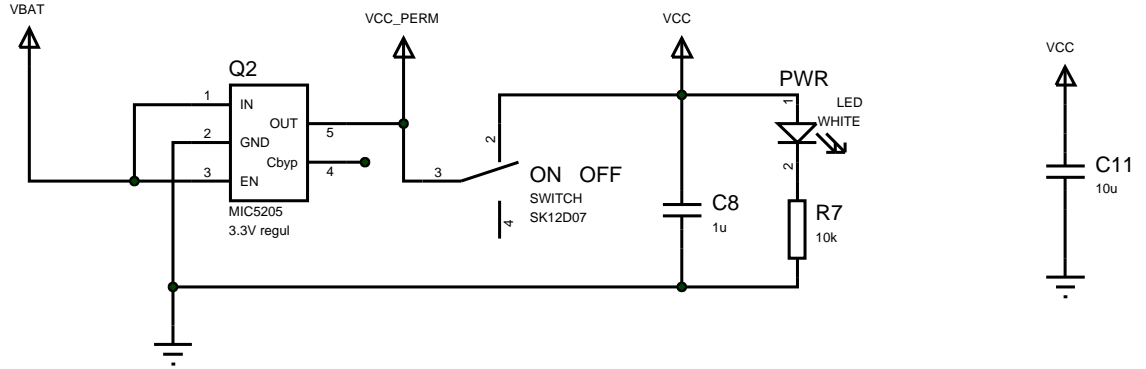 VBAT
VCC_PERM
VCC
VCC
Q2
PWR
1
IN
1
LED
WHITE
OUT
5
2
GND
2
Cbyp
4
2
3
EN
3
ON OFF
SWITCH
SK12D07
4
C8
1u
R7
10k
C11
10u
MIC5205
3.3V regul